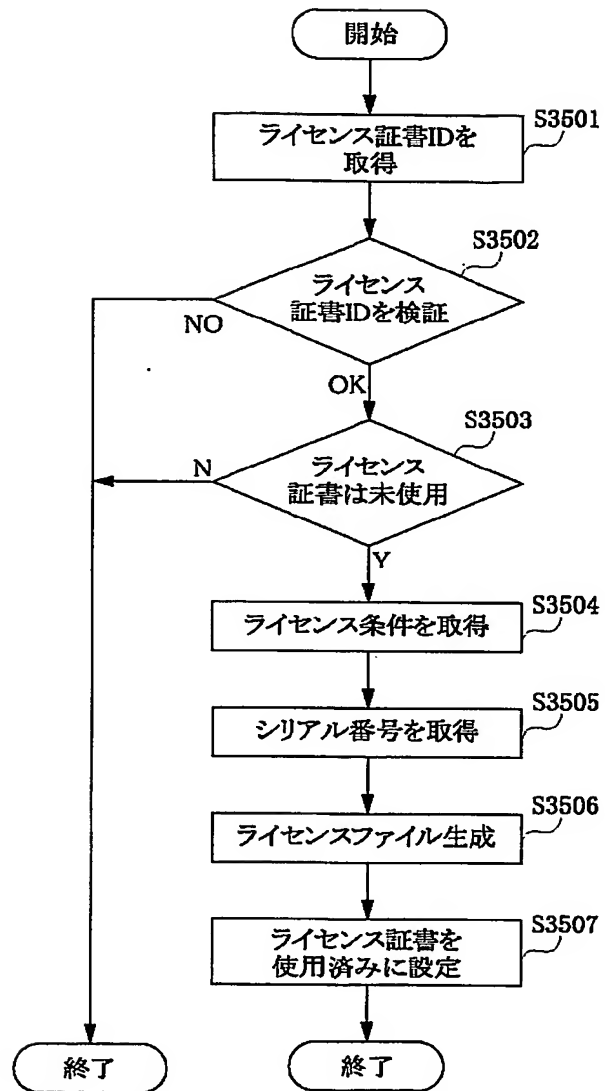 開始
S3501
ライセンス証書IDを
取得
S3502
ライセンス
証書IDを検証
NO
OK
S3503
ライセンス
証書は未使用
N
Y
S3504
ライセンス条件を取得
S3505
シリアル番号を取得
S3506
ライセンスファイル生成
S3507
ライセンス証書を
使用済みに設定
終了
終了